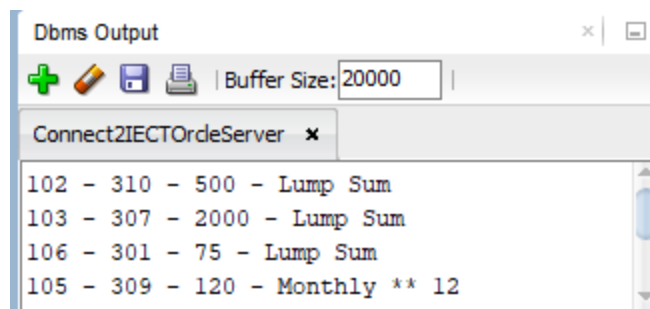 Dbms Output
Buffer Size: 20000
Connect2IECTOrcleServer
102 - 310 - 500 - Lump Sum
103 - 307 - 2000 - Lump Sum
106 - 301 - 75 - Lump Sum
105 - 309 - 120 - Monthly ** 12